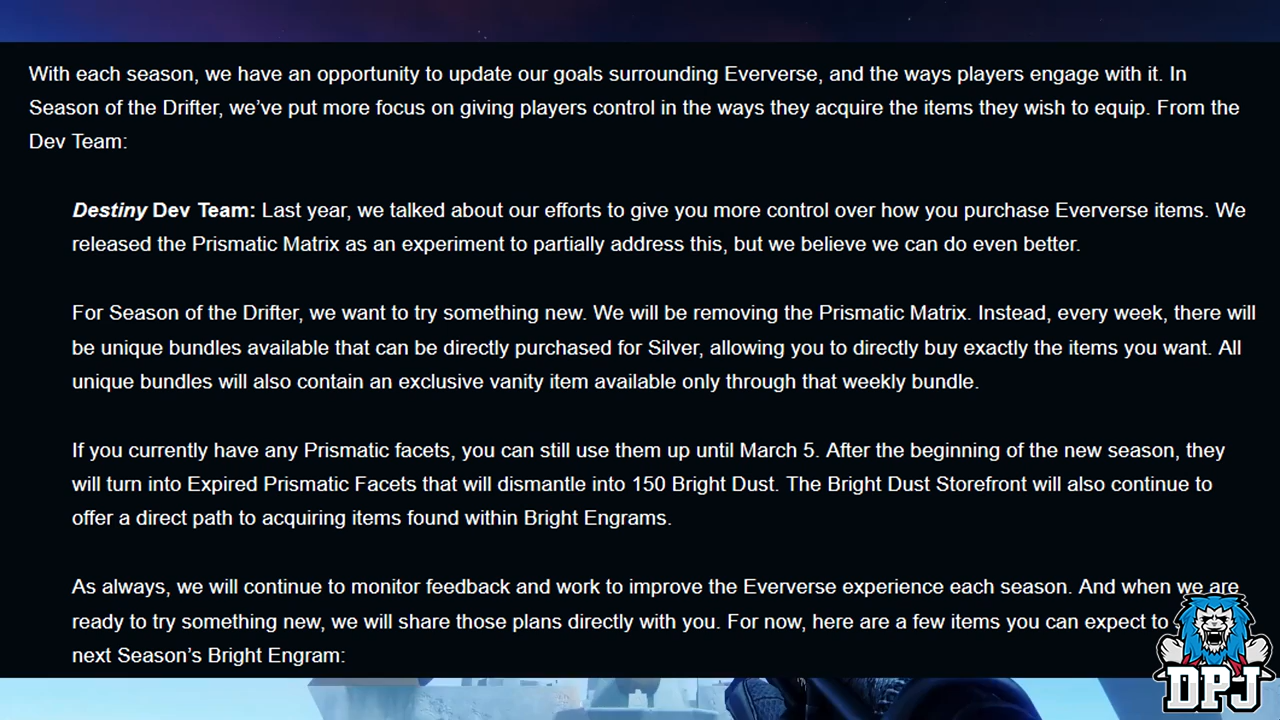 With each season, we have an opportunity to update our goals surrounding Eververse, and the ways players engage with it. In
Season of the Drifter, we've put more focus on giving players control in the ways they acquire the items they wish to equip. From the
Dev Team:
Destiny Dev Team: Last year, we talked about our efforts to give you more control over how you purchase Eververse items. We
released the Prismatic Matrix as an experiment to partially address this, but we believe we can do even better.
For Season of the Drifter, we want to try something new. We will be removing the Prismatic Matrix. Instead, every week, there will
be unique bundles available that can be directly purchased for Silver, allowing you to directly buy exactly the items you want. All
unique bundles will also contain an exclusive vanity item available only through that weekly bundle.
If you currently have any Prismatic facets, you can still use them up until March 5. After the beginning of the new season, they
will turn into Expired Prismatic Facets that will dismantle into 150 Bright Dust. The Bright Dust Storefront will also continue to
offer a direct path to acquiring items found within Bright Engrams.
As always, we will continue to monitor feedback and work to improve the Eververse experience each season. And when we are
ready to try something new, we will share those plans directly with you. For now, here are a few items you can expect to
next Season's Bright Engram:
DPJ